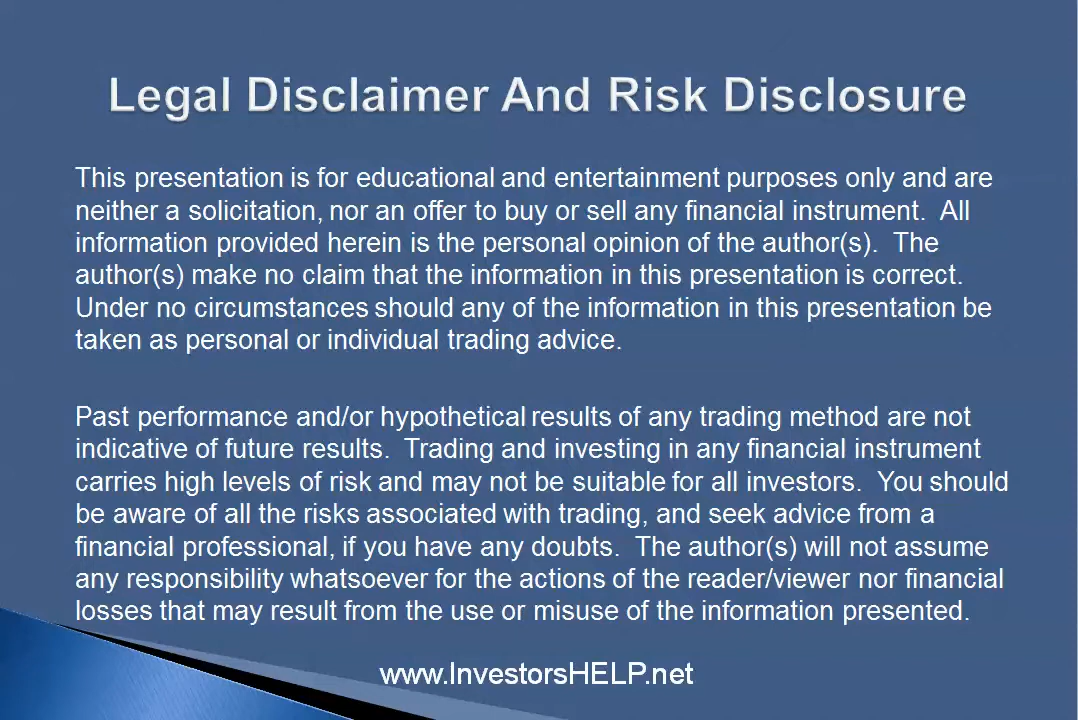 Legal Disclaimer And Risk Disclosure
This presentation is for educational and entertainment purposes only and are
neither a solicitation, nor an offer to buy or sell any financial instrument.  All
information provided herein is the personal opinion of the author(s).  The
author(s) make no claim that the information in this presentation is correct.
Under no circumstances should any of the information in this presentation be
taken as personal or individual trading advice.
Past performance and/or hypothetical results of any trading method are not
indicative of future results.  Trading and investing in any financial instrument
carries high levels of risk and may not be suitable for all investors.  You should
be aware of all the risks associated with trading, and seek advice from a
financial professional, if you have any doubts.  The author(s) will not assume
any responsibility whatsoever for the actions of the reader/viewer nor financial
losses that may result from the use or misuse of the information presented.
www.InvestorsHELP.net